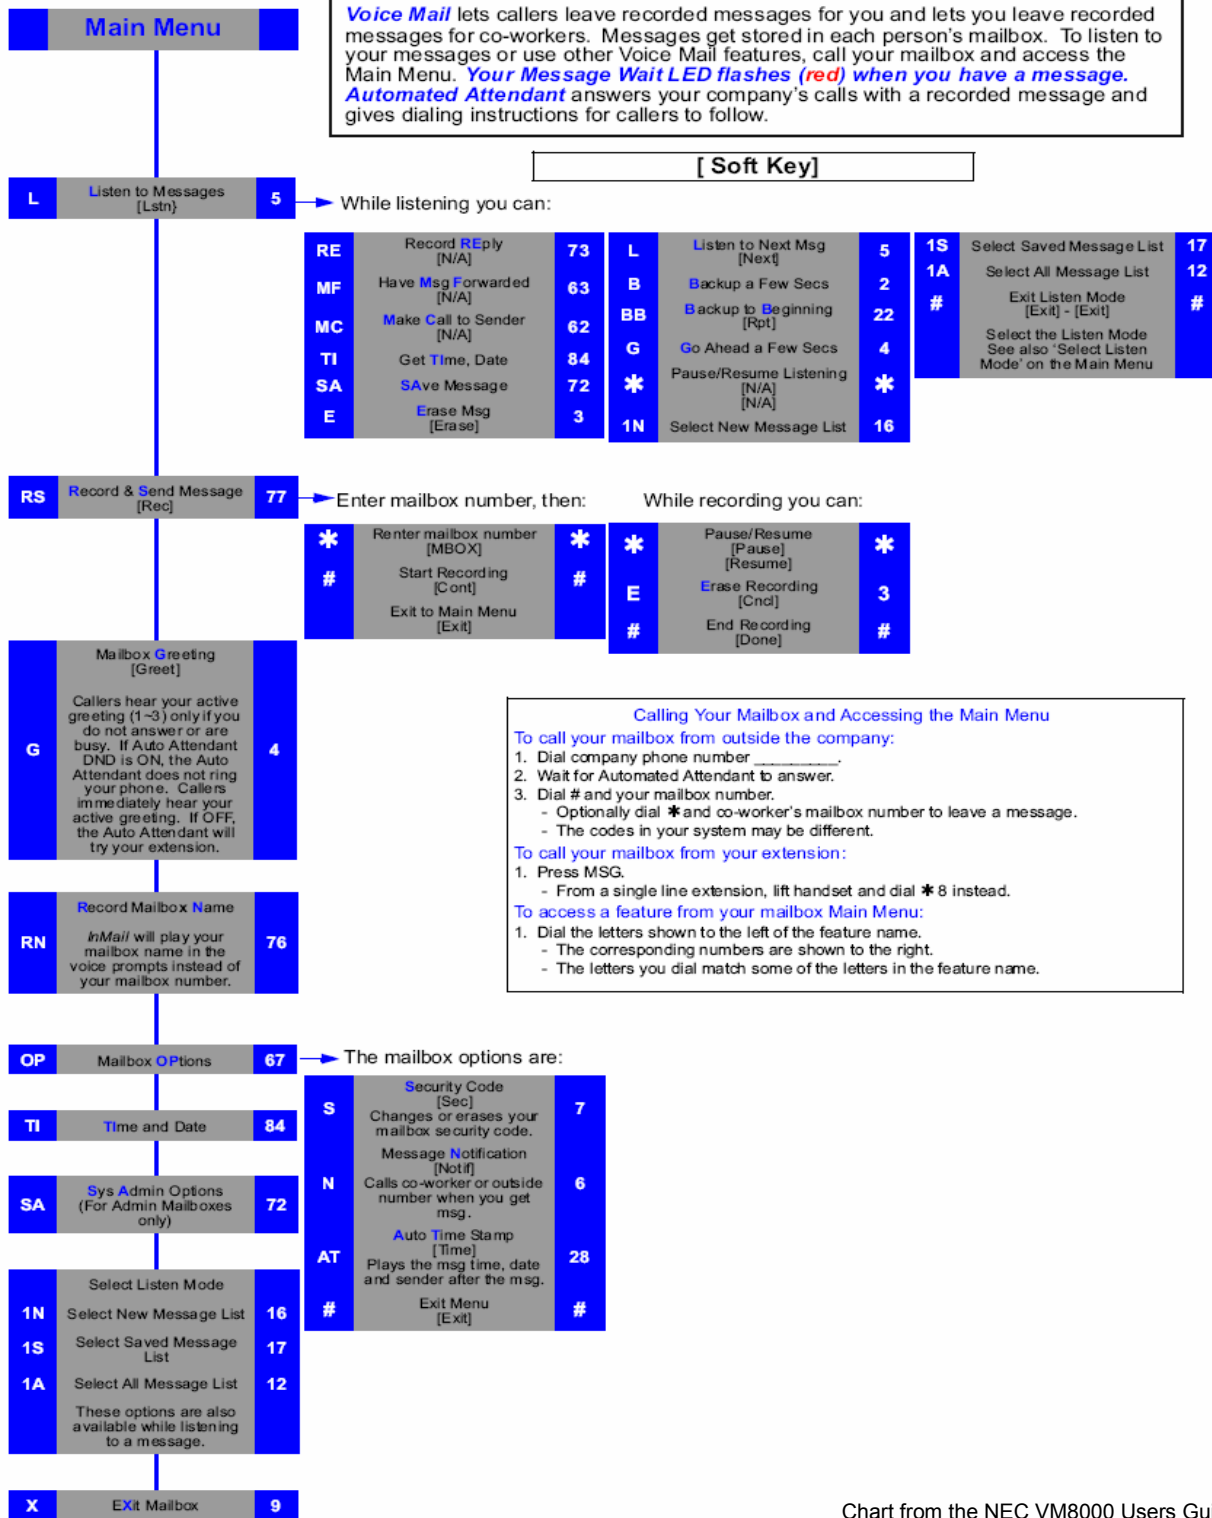 Main Menu
Voice Mail lets callers leave recorded messages for you and lets you leave recorded
messages for co-workers. Messages get stored in each person's mailbox. To listen to
your messages or use other Voice Mail features, call your mailbox and access the
Main Menu. Your Message Wait LED flashes (red) when you have a message.
Automated Attendant answers your company's calls with a recorded message and
gives dialing instructions for callers to follow.
[ Soft Key]
L Listen to Messages 5
[Lstn}
While listening you can:
RE Record REply 73
[N/A]
MF Have Msg Forwarded 63
[N/A]
MC Make Call to Sender 62
[N/A]
TI Get TIme, Date 84
SA SAve Message 72
E Erase Msg 3
[Erase]
L Listen to Next Msg 5
[Next]
B Backup a Few Secs 2
BB Backup to Beginning 22
[Rpt]
G Go Ahead a Few Secs 4
✱ Pause/Resume Listening ✱
[N/A]
[N/A]
1N Select New Message List 16
1S Select Saved Message List 17
1A Select All Message List 12
# Exit Listen Mode #
[Exit] - [Exit]
Select the Listen Mode
See also 'Select Listen
Mode' on the Main Menu
RS Record & Send Message 77
[Rec]
Enter mailbox number, then:
✱ Renter mailbox number ✱
[MBOX]
# Start Recording #
[Cont]
Exit to Main Menu
[Exit]
While recording you can:
✱ Pause/Resume ✱
[Pause]
[Resume]
E Erase Recording 3
[Cncl]
# End Recording #
[Done]
G Mailbox Greeting 4
[Greet]
Callers hear your active
greeting (1~3) only if you
do not answer or are
busy. If Auto Attendant
DND is ON, the Auto
Attendant does not ring
your phone. Callers
immediately hear your
active greeting. If OFF,
the Auto Attendant will
try your extension.
Calling Your Mailbox and Accessing the Main Menu
To call your mailbox from outside the company:
1. Dial company phone number _________.
2. Wait for Automated Attendant to answer.
3. Dial # and your mailbox number.
- Optionally dial ✱ and co-worker's mailbox number to leave a message.
- The codes in your system may be different.
To call your mailbox from your extension:
1. Press MSG.
- From a single line extension, lift handset and dial ✱ 8 instead.
To access a feature from your mailbox Main Menu:
1. Dial the letters shown to the left of the feature name.
- The corresponding numbers are shown to the right.
- The letters you dial match some of the letters in the feature name.
RN Record Mailbox Name 76
InMail will play your
mailbox name in the
voice prompts instead of
your mailbox number.
OP Mailbox OPtions 67
The mailbox options are:
S Security Code 7
[Sec]
Changes or erases your
mailbox security code.
N Message Notification 6
[Notif]
Calls co-worker or outside
number when you get
msg.
AT Auto Time Stamp 28
[Time]
Plays the msg time, date
and sender after the msg.
# Exit Menu #
[Exit]
TI TIme and Date 84
SA Sys Admin Options 72
(For Admin Mailboxes
only)
Select Listen Mode
1N Select New Message List 16
1S Select Saved Message 17
List
1A Select All Message List 12
These options are also
available while listening
to a message.
X EXit Mailbox 9
Chart from the NEC VM8000 Users Gui